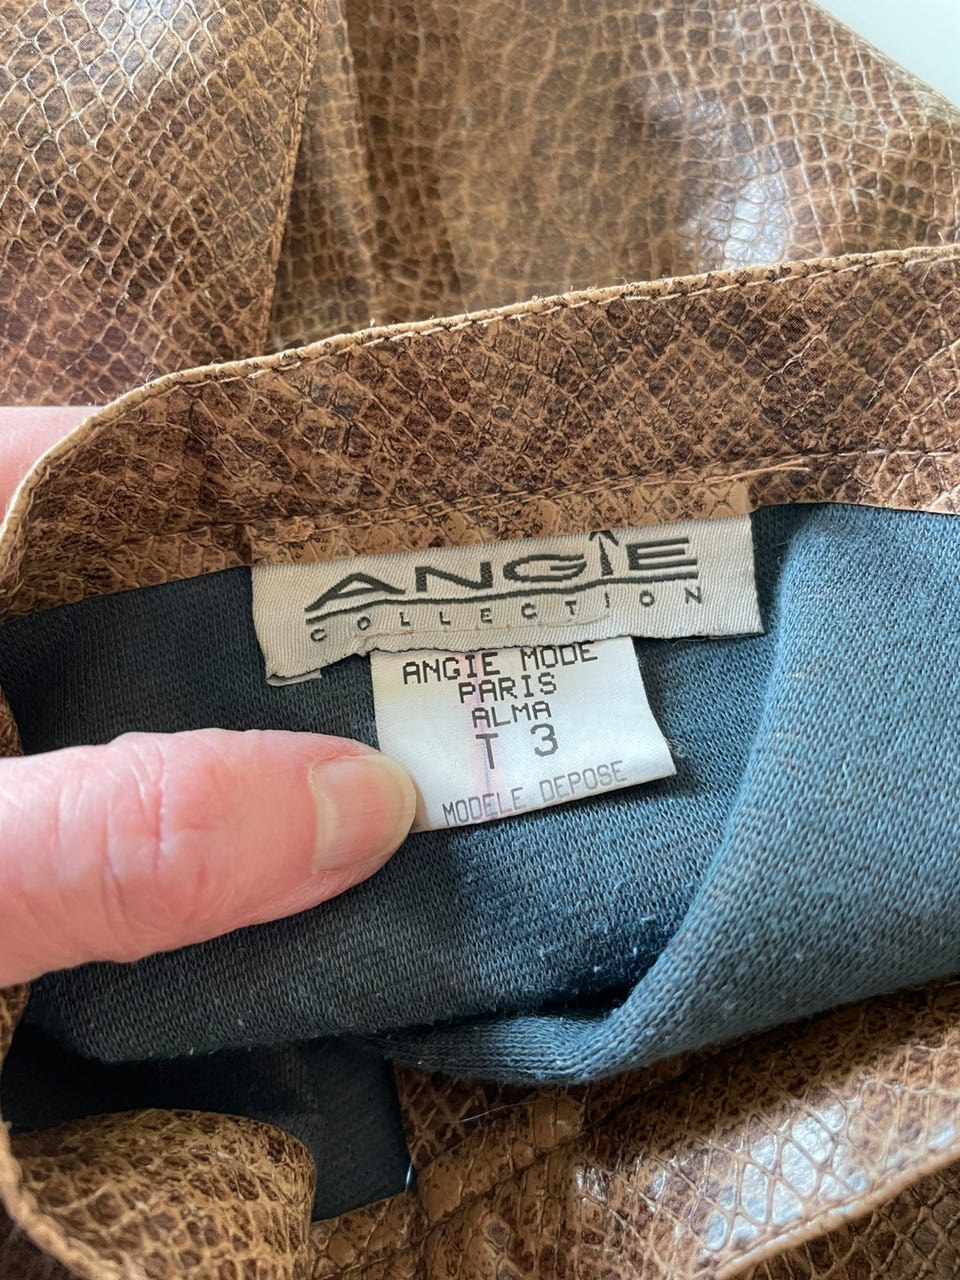 ANGIE
COLLECTION
ANGIE MODE
PARIS
ALMA
T 3
MODELE DEPOSE